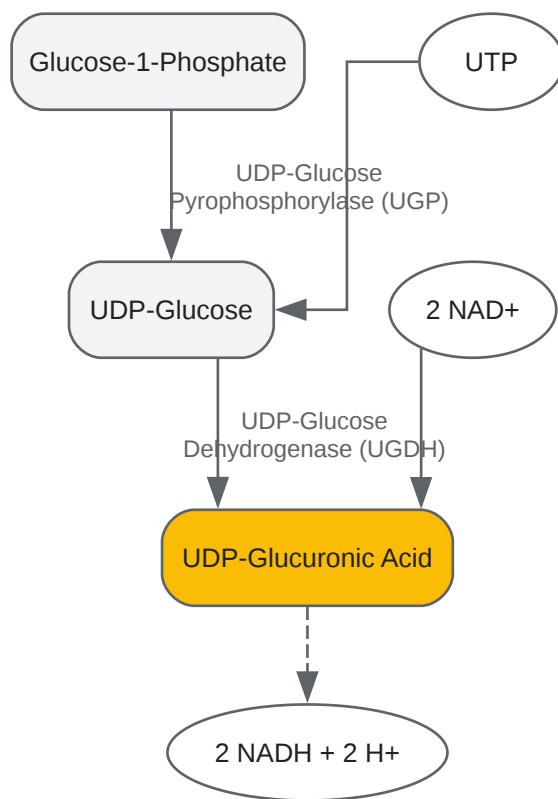 Glucose-1-Phosphate
UTP
UDP-Glucose
Pyrophosphorylase (UGP)
UDP-Glucose
2 NAD+
UDP-Glucose
Dehydrogenase (UGDH)
UDP-Glucuronic Acid
2 NADH + 2 H+